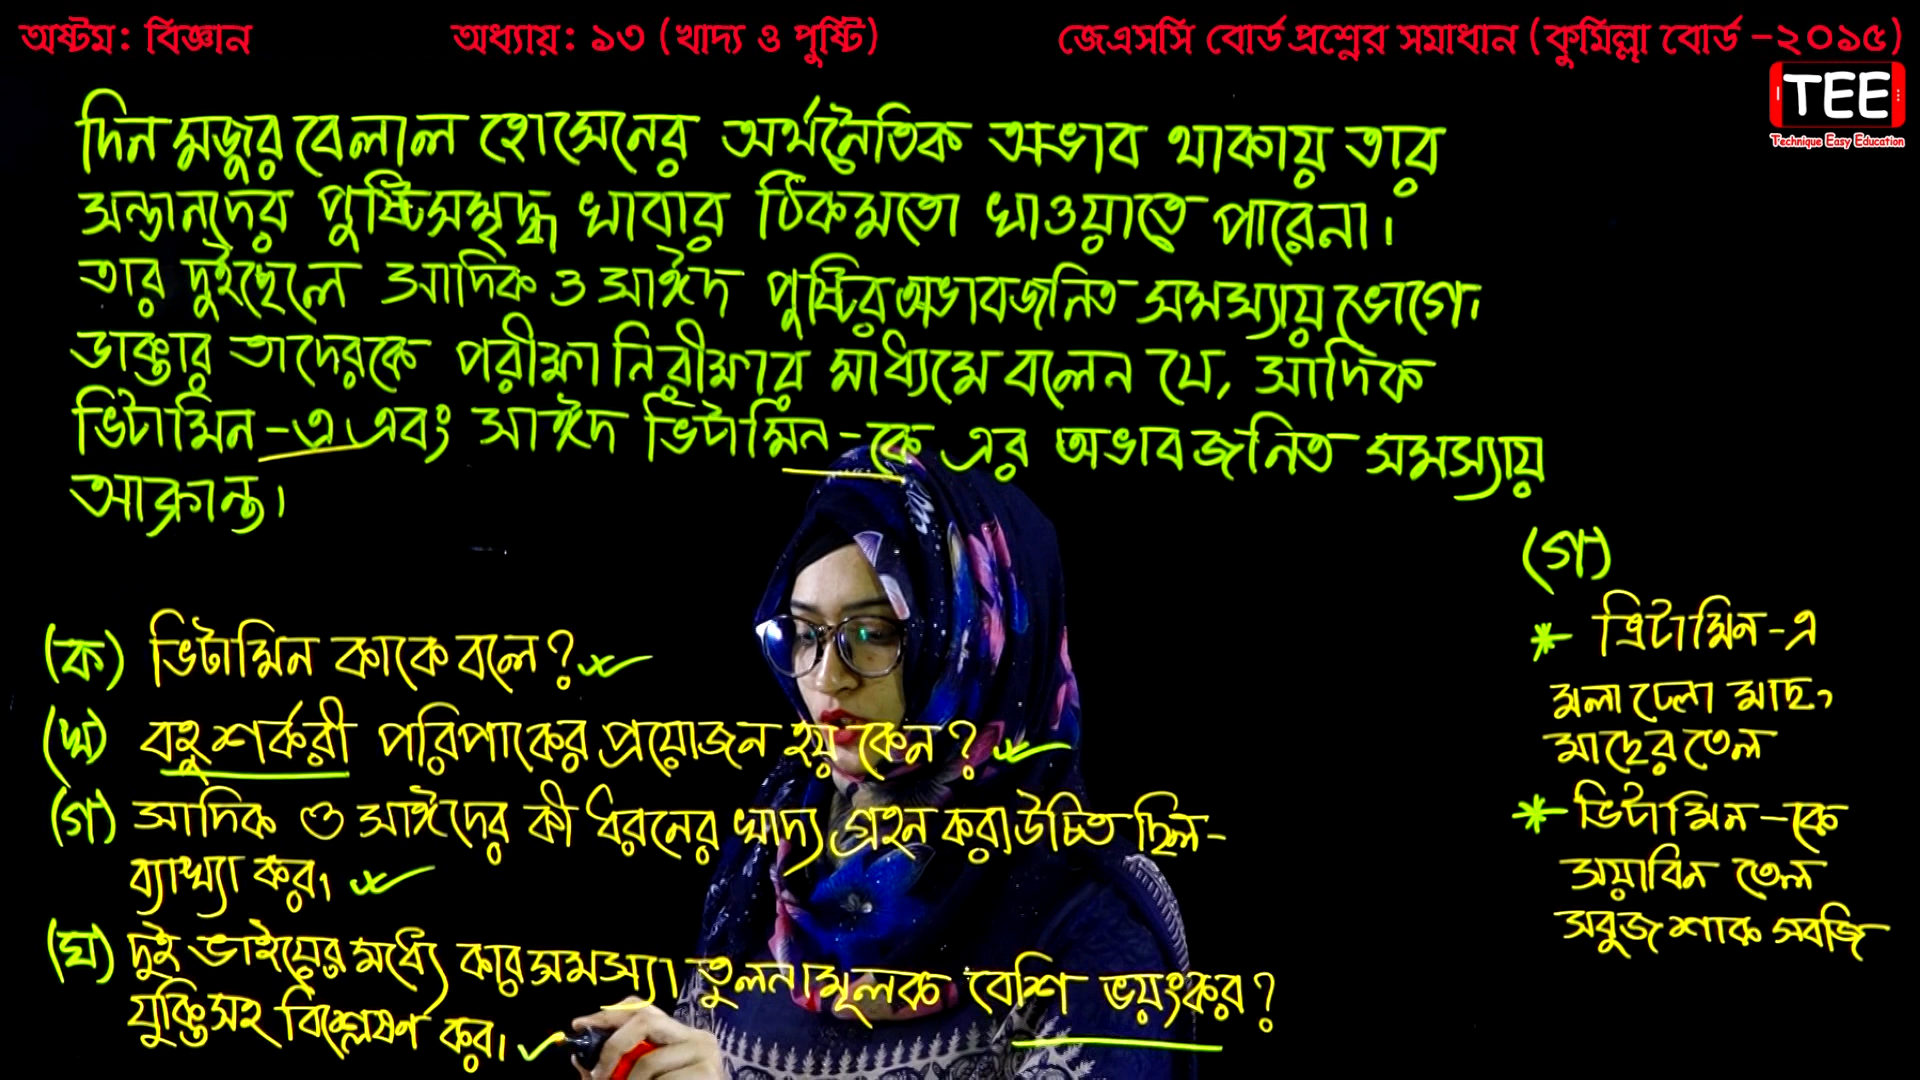 অষ্টম: বিজ্ঞান
অধ্যায়: ১৩ (খাদ্য ও পুষ্টি)
জেএসসি বোর্ড প্রশ্নের সমাধান (কুমিল্লা বোর্ড -২০১৫)
TEE
Technique Easy Education
দিন মজুর বেলাল হোসেনের অর্থনৈতিক অভাব থাকায় তার
সন্তানদের পুষ্টিসমৃদ্ধ খাবার ঠিকমতো খাওয়াতে পারেনা।
তার দুইছেলে সাদিক ও সাঈদ পুষ্টির অভাবজনিত সমস্যায় ভোগে।
ডাক্তার তাদেরকে পরীক্ষা নিরীক্ষার মাধ্যমে বলেন যে, সাদিক
ভিটামিন-এ এবং সাঈদ ভিটামিন-কে এর অভাবজনিত সমস্যায়
আক্রান্ত।
(ক) ভিটামিন কাকে বলে?
(খ) বহু শর্করী পরিপাকের প্রয়োজন হয় কেন?
(গ) সাদিক ও সাঈদের কী ধরনের খাদ্য গ্রহন করা উচিত ছিল-
ব্যাখ্যা কর।
(ঘ) দুই ভাইয়ের মধ্যে কার সমস্যা তুলনামূলক বেশি ভয়ংকর?
যুক্তিসহ বিশ্লেষণ কর।
(গ)
* ভিটামিন-এ
মলা ঢেলা মাছ,
মাছের তেল
* ভিটামিন-কে
সয়াবিন তেল
সবুজ শাক সবজি